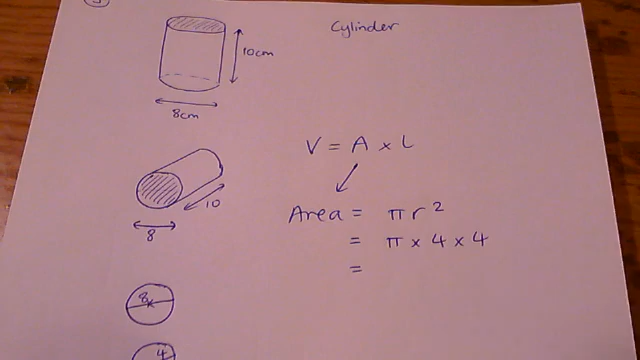 Cylinder
10cm
8cm
V = A × L
10
8
Area = πr²
= π × 4 × 4
=
8
4